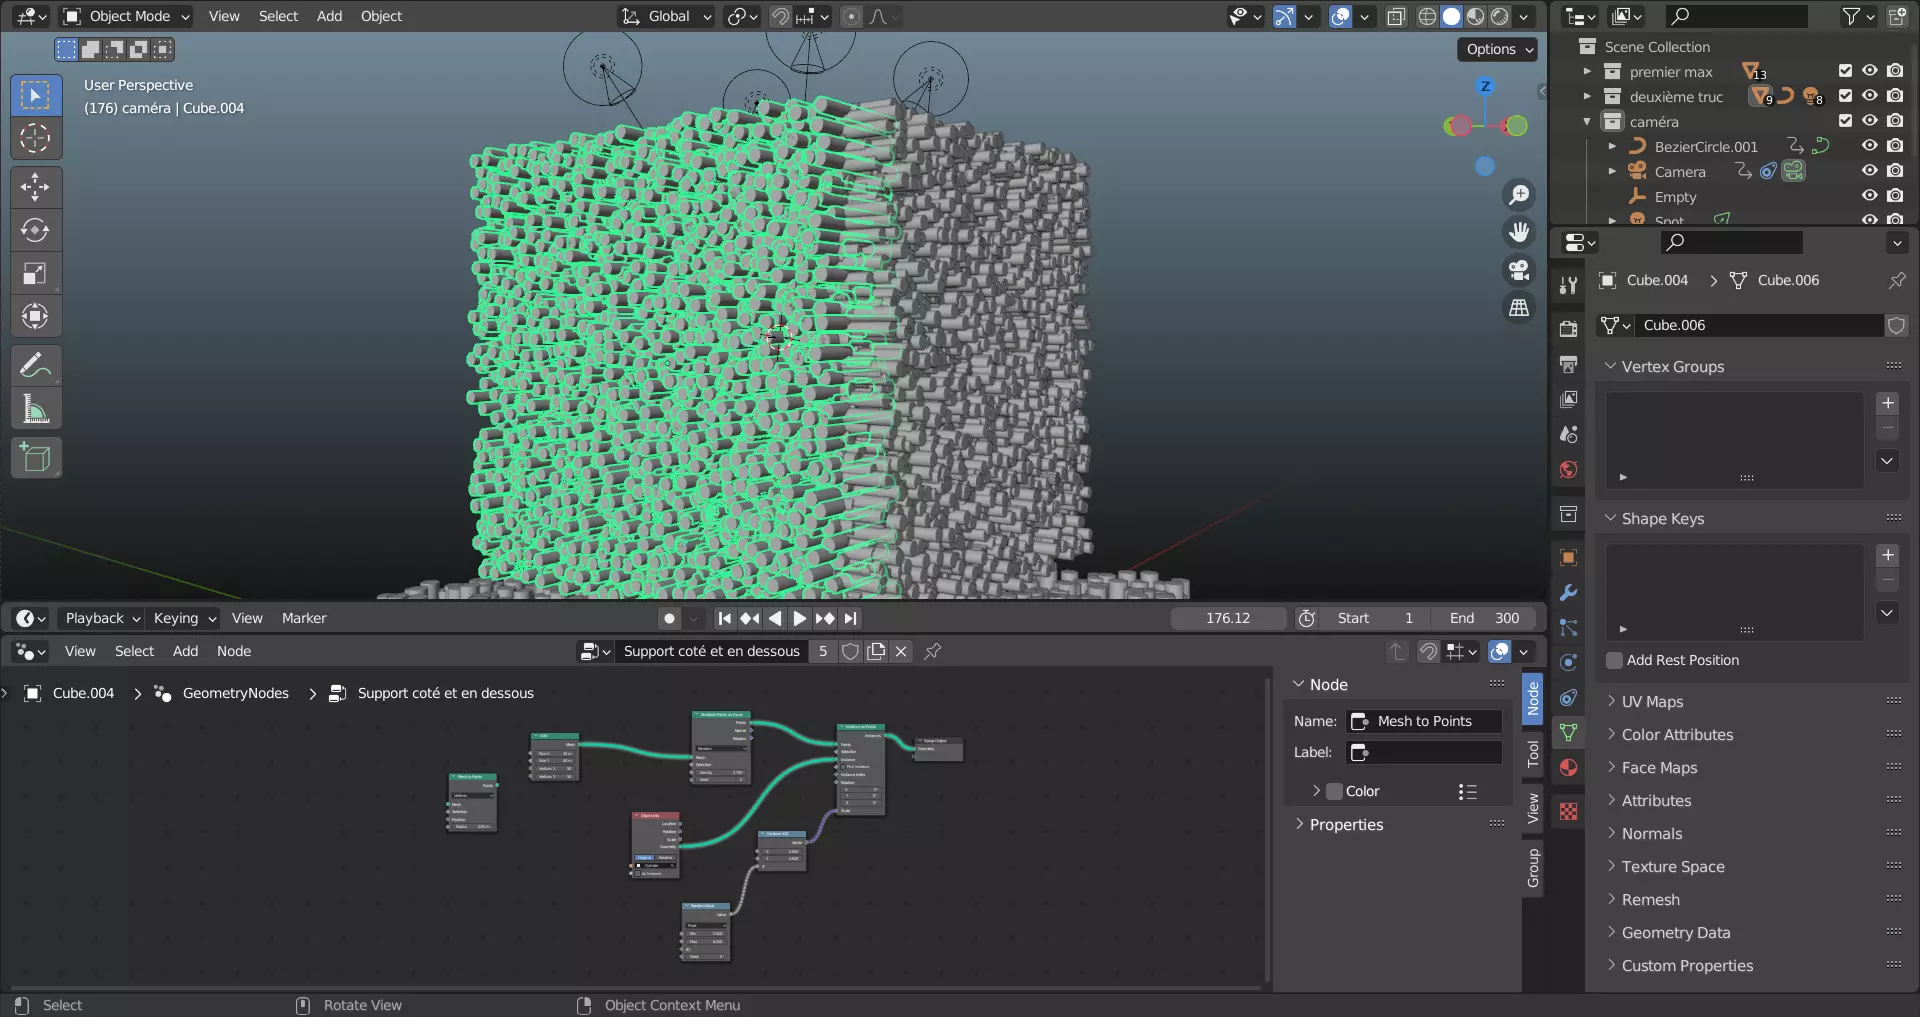 Object Mode View Select Add Object Global
Options
User Perspective
(176) caméra | Cube.004
Z
Scene Collection
premier max 13
deuxième truc 9 8
caméra
BezierCircle.001
Camera
Empty
Spot
Cube.004 Cube.006
Cube.006
Vertex Groups
Shape Keys
Add Rest Position
UV Maps
Color Attributes
Face Maps
Attributes
Normals
Texture Space
Remesh
Geometry Data
Custom Properties
Playback Keying View Marker 176.12 Start 1 End 300
View Select Add Node Support coté et en dessous 5
Cube.004 GeometryNodes Support coté et en dessous
Node
Name: Mesh to Points
Label:
Color
Properties
Node
Tool
View
Group
Select Rotate View Object Context Menu